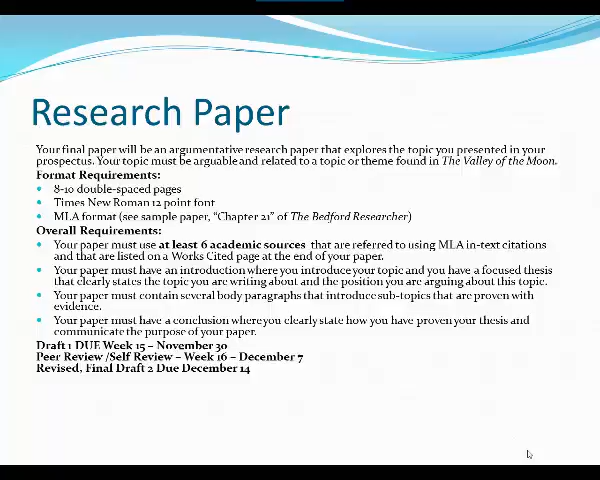 Research Paper
Your final paper will be an argumentative research paper that explores the topic you presented in your
prospectus. Your topic must be arguable and related to a topic or theme found in The Valley of the Moon.
Format Requirements:
• 8-10 double-spaced pages
• Times New Roman 12 point font
• MLA format (see sample paper, “Chapter 21” of The Bedford Researcher)
Overall Requirements:
• Your paper must use at least 6 academic sources that are referred to using MLA in-text citations
and that are listed on a Works Cited page at the end of your paper.
• Your paper must have an introduction where you introduce your topic and you have a focused thesis
that clearly states the topic you are writing about and the position you are arguing about this topic.
• Your paper must contain several body paragraphs that introduce sub-topics that are proven with
evidence.
• Your paper must have a conclusion where you clearly state how you have proven your thesis and
communicate the purpose of your paper.
Draft 1 DUE Week 15 – November 30
Peer Review /Self Review – Week 16 – December 7
Revised, Final Draft 2 Due December 14